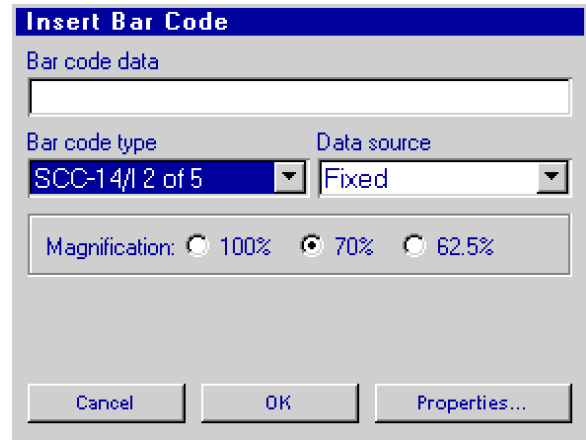 Insert Bar Code
Bar code data
Bar code type Data source
SCC-14/I 2 of 5 Fixed
Magnification: 100% 70% 62.5%
Cancel OK Properties...